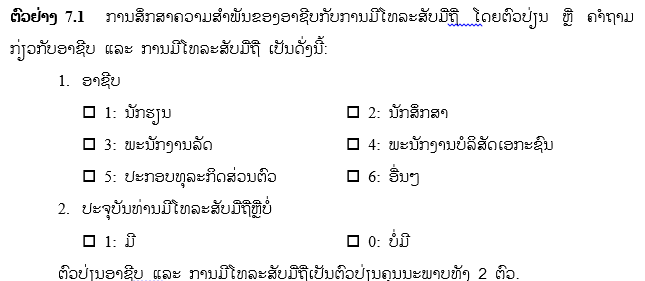 ຕົວຢ່າງ 7.1 ການສຶກສາຄວາມສຳພັນຂອງອາຊີບກັບການມີໂທລະສັບມືຖື ໂດຍຕົວປ່ຽນ ຫຼື ຄຳຖາມ
ກ່ຽວກັບອາຊີບ ແລະ ການມີໂທລະສັບມືຖື ເປັນດັ່ງນີ້:
1. ອາຊີບ
☐ 1: ນັກຮຽນ ☐ 2: ນັກສຶກສາ
☐ 3: ພະນັກງານລັດ ☐ 4: ພະນັກງານບໍລິສັດເອກະຊົນ
☐ 5: ປະກອບທຸລະກິດສ່ວນຕົວ ☐ 6: ອື່ນໆ
2. ປະຈຸບັນທ່ານມີໂທລະສັບມືຖືຫຼືບໍ່
☐ 1: ມີ ☐ 0: ບໍ່ມີ
ຕົວປ່ຽນອາຊີບ ແລະ ການມີໂທລະສັບມືຖືເປັນຕົວປ່ຽນຄຸນນະພາບທັງ 2 ຕົວ.